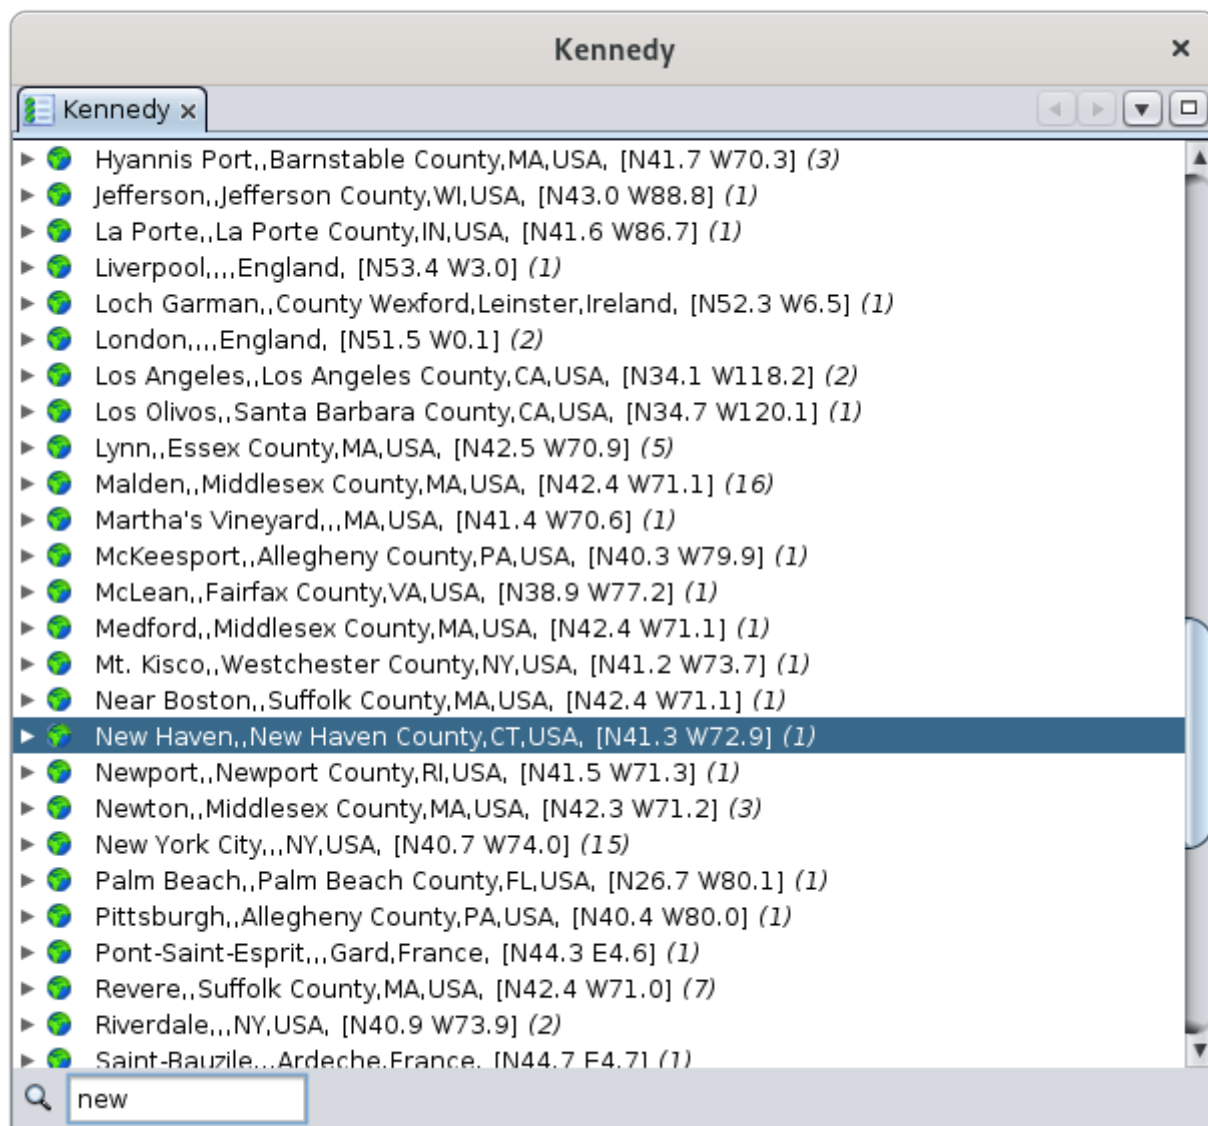 Kennedy
Kennedy
Hyannis Port,,Barnstable County,MA,USA, [N41.7 W70.3] (3)
Jefferson,,Jefferson County,WI,USA, [N43.0 W88.8] (1)
La Porte,,La Porte County,IN,USA, [N41.6 W86.7] (1)
Liverpool,,,,England, [N53.4 W3.0] (1)
Loch Garman,,County Wexford,Leinster,Ireland, [N52.3 W6.5] (1)
London,,,,England, [N51.5 W0.1] (2)
Los Angeles,,Los Angeles County,CA,USA, [N34.1 W118.2] (2)
Los Olivos,,Santa Barbara County,CA,USA, [N34.7 W120.1] (1)
Lynn,,Essex County,MA,USA, [N42.5 W70.9] (5)
Malden,,Middlesex County,MA,USA, [N42.4 W71.1] (16)
Martha's Vineyard,,,MA,USA, [N41.4 W70.6] (1)
McKeesport,,Allegheny County,PA,USA, [N40.3 W79.9] (1)
McLean,,Fairfax County,VA,USA, [N38.9 W77.2] (1)
Medford,,Middlesex County,MA,USA, [N42.4 W71.1] (1)
Mt. Kisco,,Westchester County,NY,USA, [N41.2 W73.7] (1)
Near Boston,,Suffolk County,MA,USA, [N42.4 W71.1] (1)
New Haven,,New Haven County,CT,USA, [N41.3 W72.9] (1)
Newport,,Newport County,RI,USA, [N41.5 W71.3] (1)
Newton,,Middlesex County,MA,USA, [N42.3 W71.2] (3)
New York City,,,NY,USA, [N40.7 W74.0] (15)
Palm Beach,,Palm Beach County,FL,USA, [N26.7 W80.1] (1)
Pittsburgh,,Allegheny County,PA,USA, [N40.4 W80.0] (1)
Pont-Saint-Esprit,,,Gard,France, [N44.3 E4.6] (1)
Revere,,Suffolk County,MA,USA, [N42.4 W71.0] (7)
Riverdale,,,NY,USA, [N40.9 W73.9] (2)
Saint-Bauzile,,,Ardeche,France, [N44.7 E4.7] (1)
new